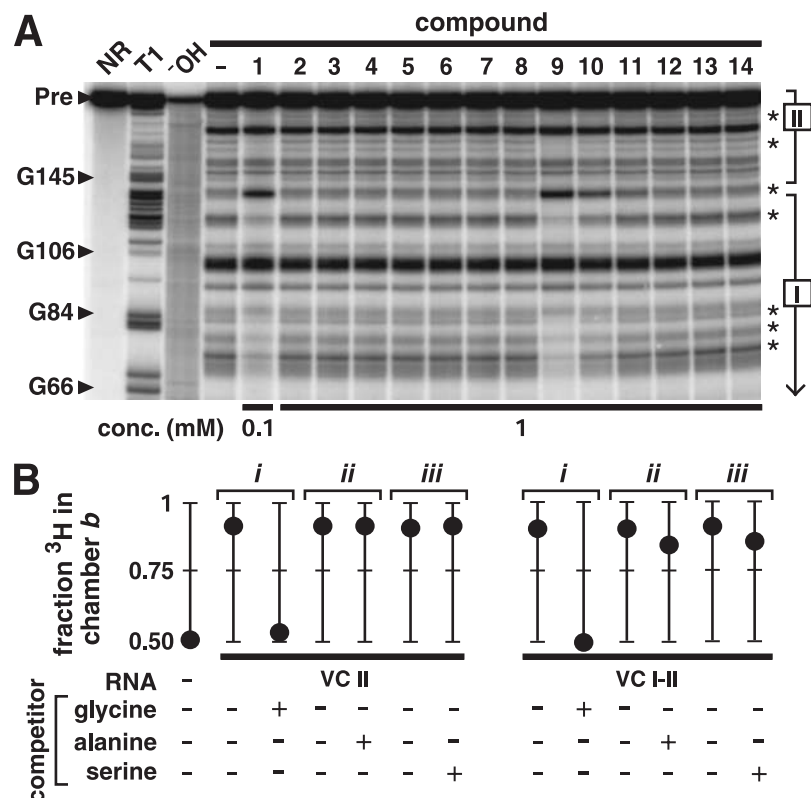 A
compound
NR T1 -OH – 1 2 3 4 5 6 7 8 9 10 11 12 13 14
Pre
II
*
*
G145
*
*
G106
I
G84
*
*
*
G66
conc. (mM) 0.1 1
B
i ii iii i ii iii
fraction ³H in
chamber b
1
0.75
0.50
RNA – VC II VC I-II
competitor
glycine – – + – – – – – + – – – –
alanine – – – – + – – – – – + – –
serine – – – – – – + – – – – – +